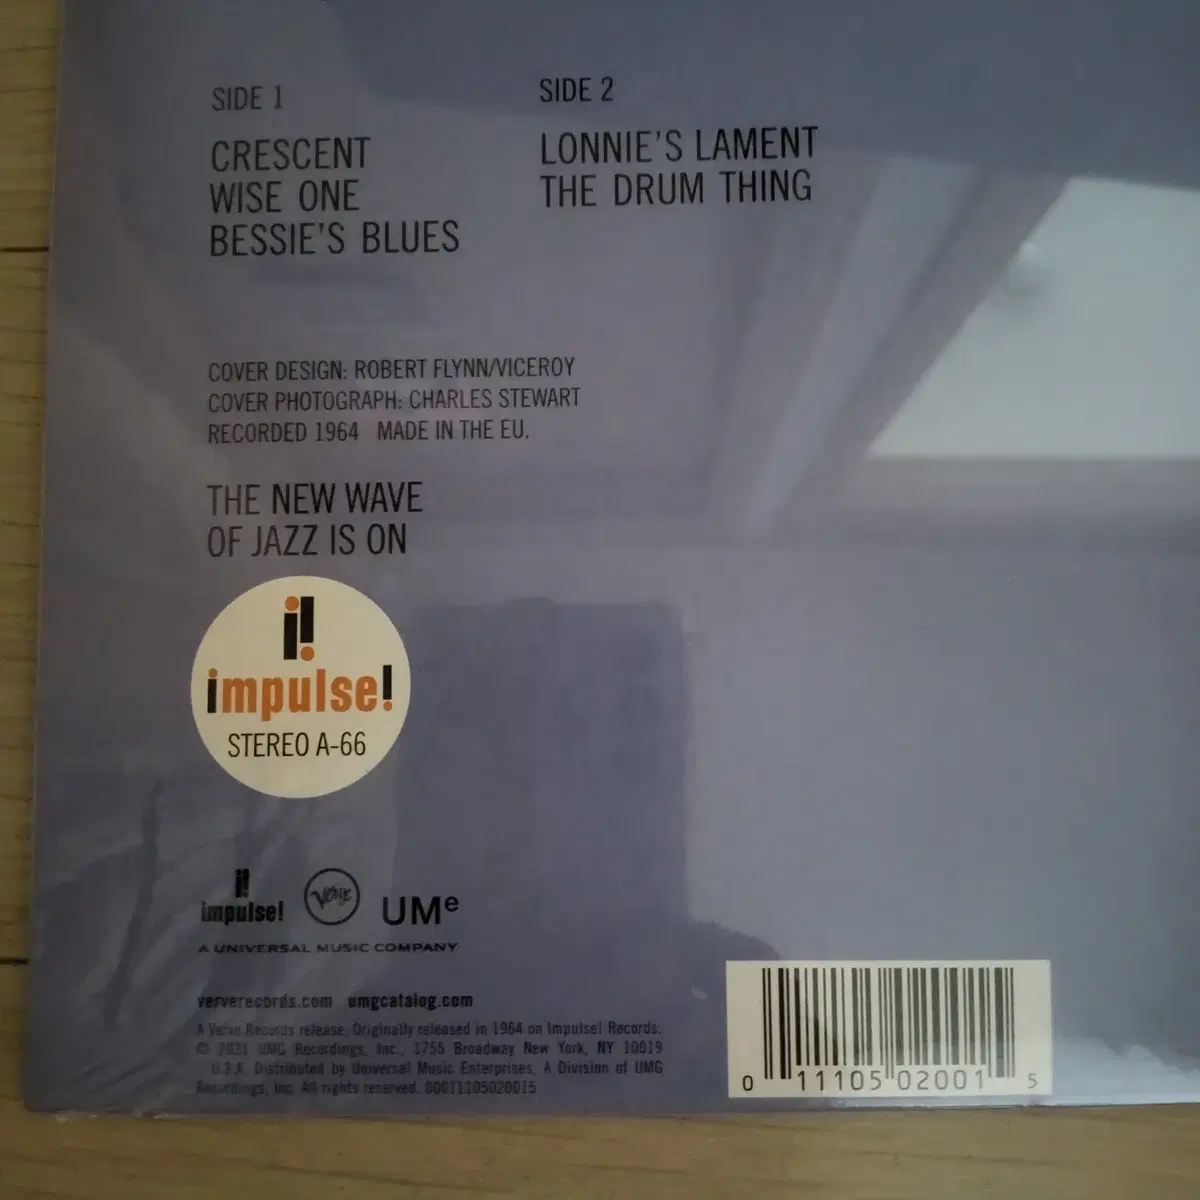 SIDE 1
CRESCENT
WISE ONE
BESSIE'S BLUES
SIDE 2
LONNIE'S LAMENT
THE DRUM THING
COVER DESIGN: ROBERT FLYNN/VICEROY
COVER PHOTOGRAPH: CHARLES STEWART
RECORDED 1964 MADE IN THE EU.
THE NEW WAVE
OF JAZZ IS ON
i!
impulse!
STEREO A-66
i!
impulse!
Verve
UMe
A UNIVERSAL MUSIC COMPANY
ververecords.com umgcatalog.com
A Verve Records release. Originally released in 1964 on Impulse! Records.
© 2021 UMG Recordings, Inc., 1755 Broadway New York, NY 10019
U.S.A. Distributed by Universal Music Enterprises, A Division of UMG
Recordings, Inc. All rights reserved. 00011105020015
0 11105 02001 5